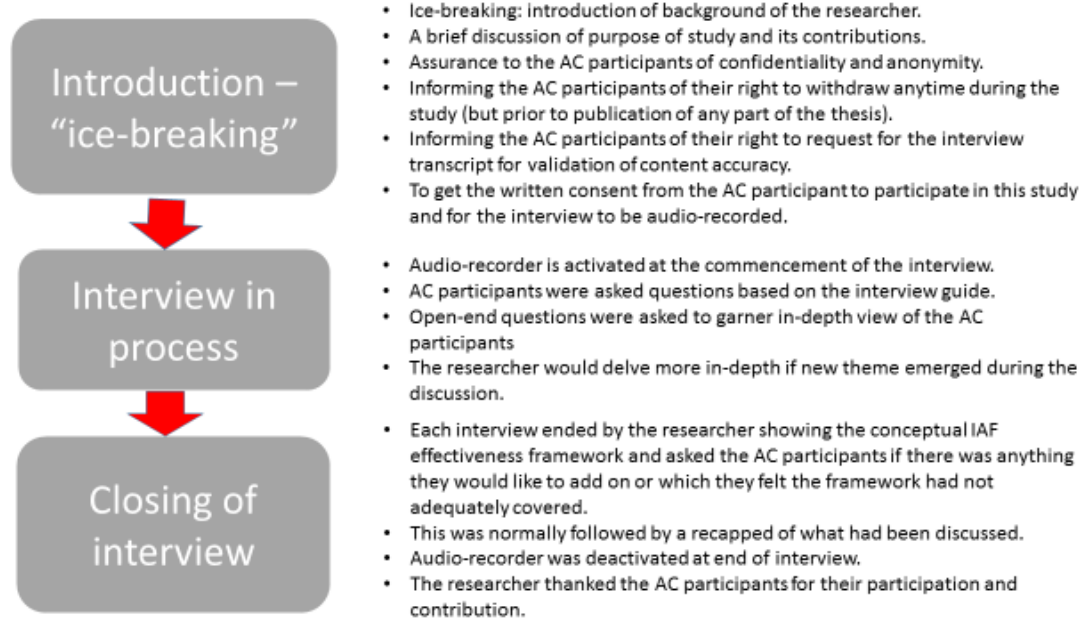 Introduction –
“ice-breaking”
• Ice-breaking: introduction of background of the researcher.
• A brief discussion of purpose of study and its contributions.
• Assurance to the AC participants of confidentiality and anonymity.
• Informing the AC participants of their right to withdraw anytime during the
study (but prior to publication of any part of the thesis).
• Informing the AC participants of their right to request for the interview
transcript for validation of content accuracy.
• To get the written consent from the AC participant to participate in this study
and for the interview to be audio-recorded.
Interview in
process
• Audio-recorder is activated at the commencement of the interview.
• AC participants were asked questions based on the interview guide.
• Open-end questions were asked to garner in-depth view of the AC
participants
• The researcher would delve more in-depth if new theme emerged during the
discussion.
Closing of
interview
• Each interview ended by the researcher showing the conceptual IAF
effectiveness framework and asked the AC participants if there was anything
they would like to add on or which they felt the framework had not
adequately covered.
• This was normally followed by a recapped of what had been discussed.
• Audio-recorder was deactivated at end of interview.
• The researcher thanked the AC participants for their participation and
contribution.